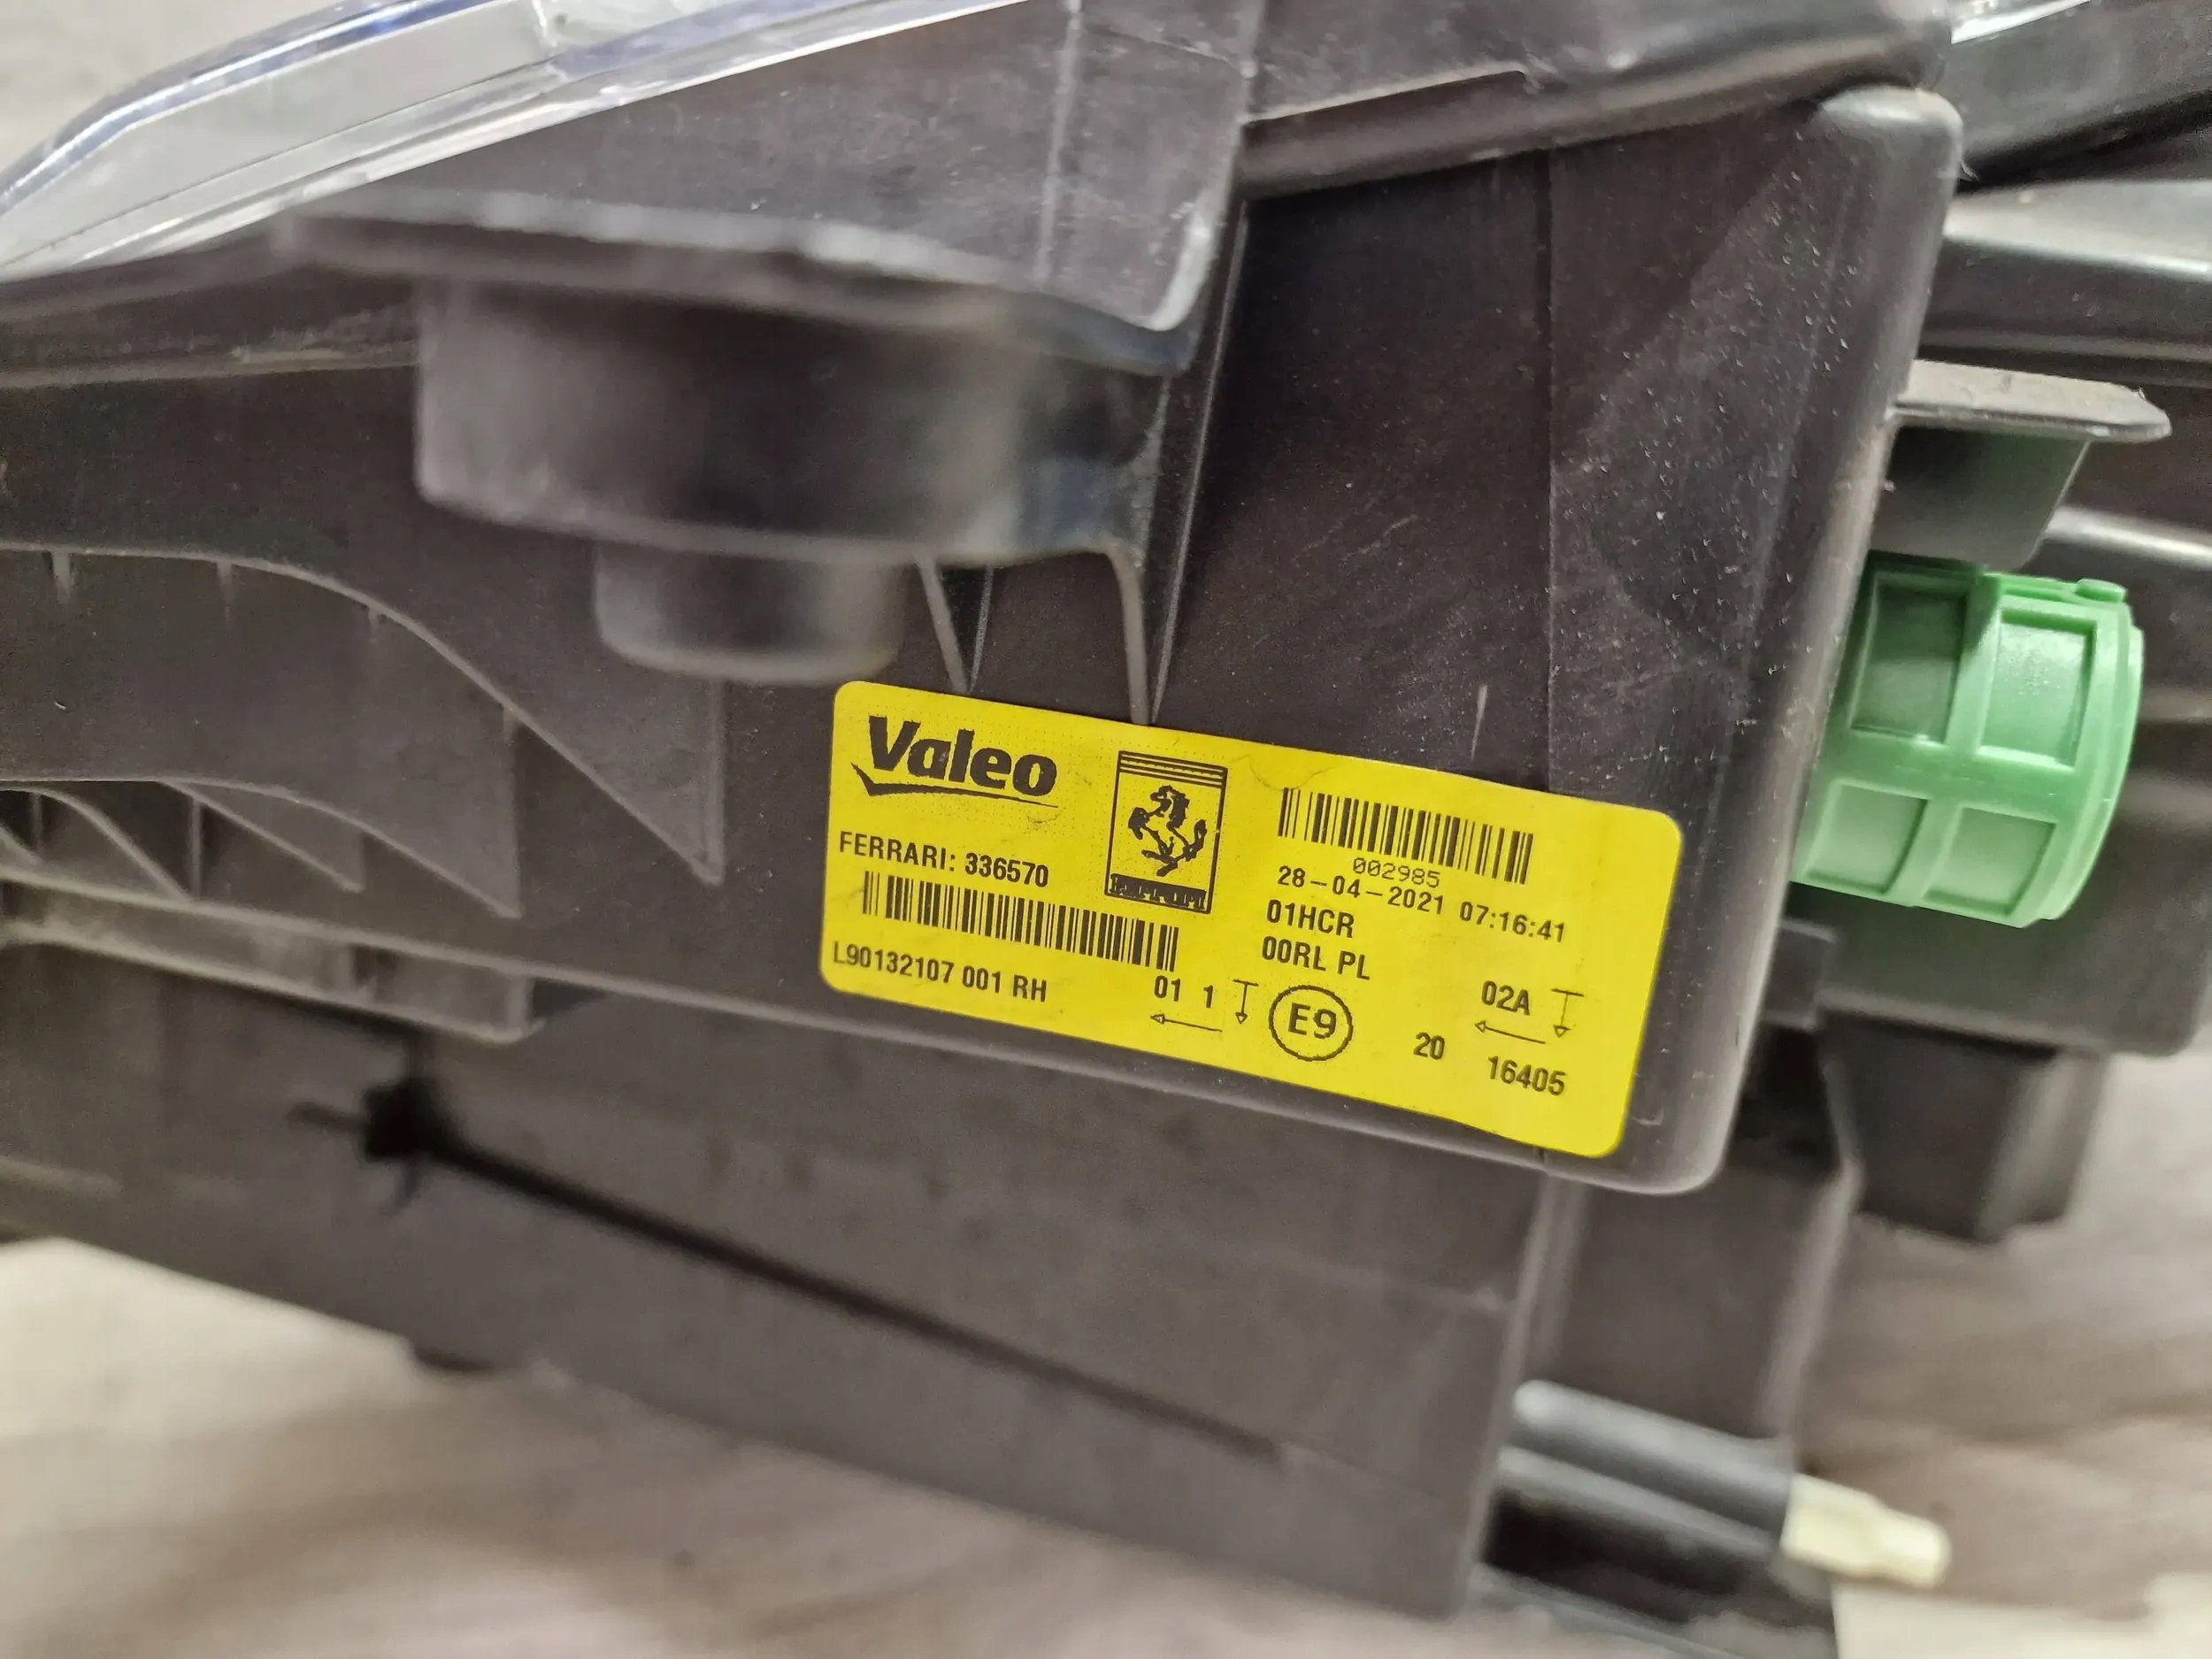 Valeo
FERRARI: 336570
L90132107 001 RH
Ferrari
002985
28-04-2021 07:16:41
01HCR
00RL PL
01 1
E9
02A
20 16405